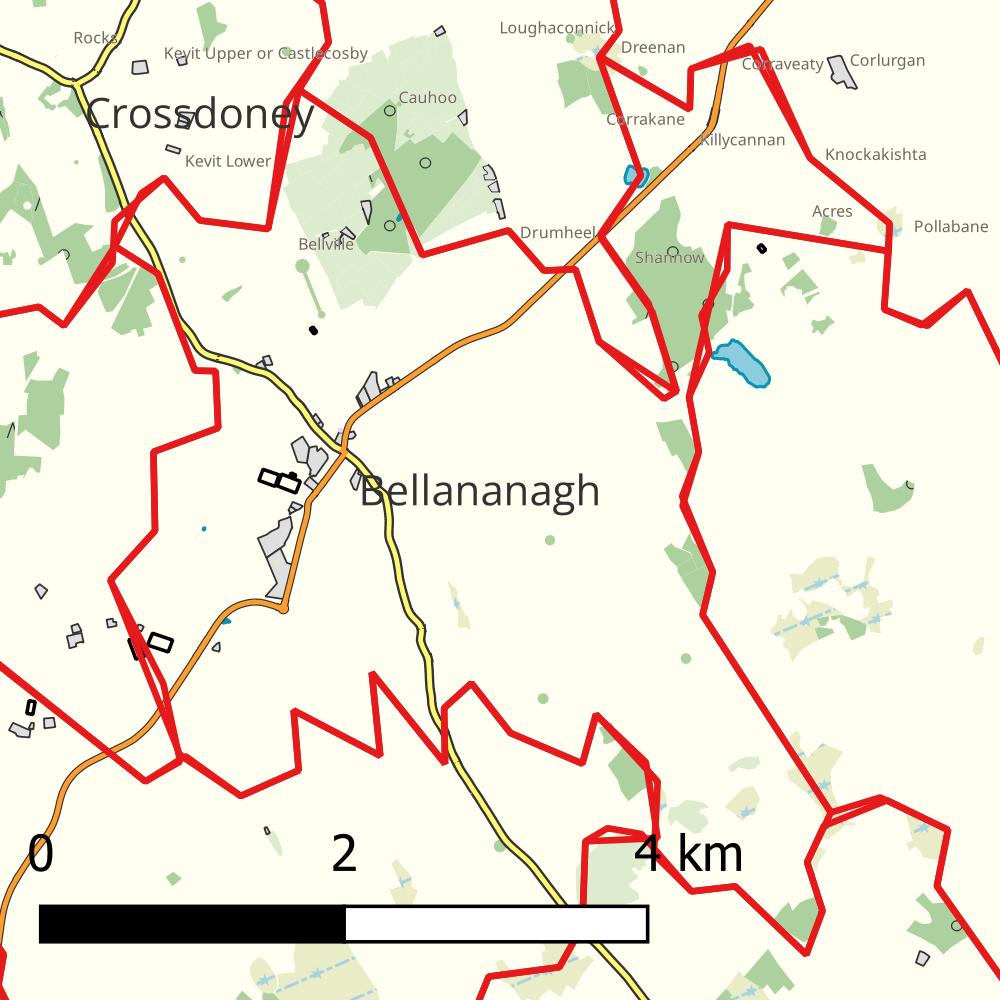 Loughaconnick
Rocks
Dreenan
Kevit Upper or Castlecosby
Corraveaty
Corlurgan
Cauhoo
Crossdoney
Corrakane
Killycannan
Kevit Lower
Knockakishta
Acres
Pollabane
Drumheel
Bellville
Shannow
Bellananagh
0 2 4 km